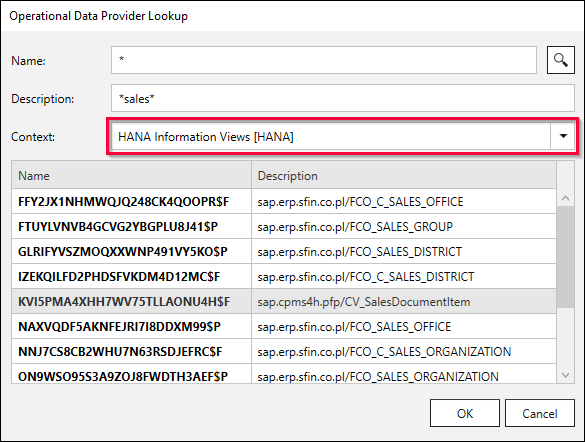 Operational Data Provider Lookup
Name: *
Description: *sales*
Context: HANA Information Views [HANA]
Name Description
FFY2JX1NHMWQJQ248CK4QOOPR$F sap.erp.sfin.co.pl/FCO_C_SALES_OFFICE
FTUYLVNVB4GCVG2YBGPLU8J41$P sap.erp.sfin.co.pl/FCO_SALES_GROUP
GLRIFYVSZMOQXXWNP491VY5KO$P sap.erp.sfin.co.pl/FCO_SALES_DISTRICT
IZEKQILFD2PHDSFVKDM4D12MC$F sap.erp.sfin.co.pl/FCO_C_SALES_DISTRICT
KVI5PMA4XHH7WV75TLLAONU4H$F sap.cpms4h.pfp/CV_SalesDocumentItem
NAXVQDF5AKNFEJRI7I8DDXM99$P sap.erp.sfin.co.pl/FCO_SALES_OFFICE
NNJ7CS8CB2WHU7N63RSDJEFRC$F sap.erp.sfin.co.pl/FCO_C_SALES_ORGANIZATION
ON9WSO95S3A9ZOJ8FWDTH3AEF$P sap.erp.sfin.co.pl/FCO_SALES_ORGANIZATION
OK Cancel